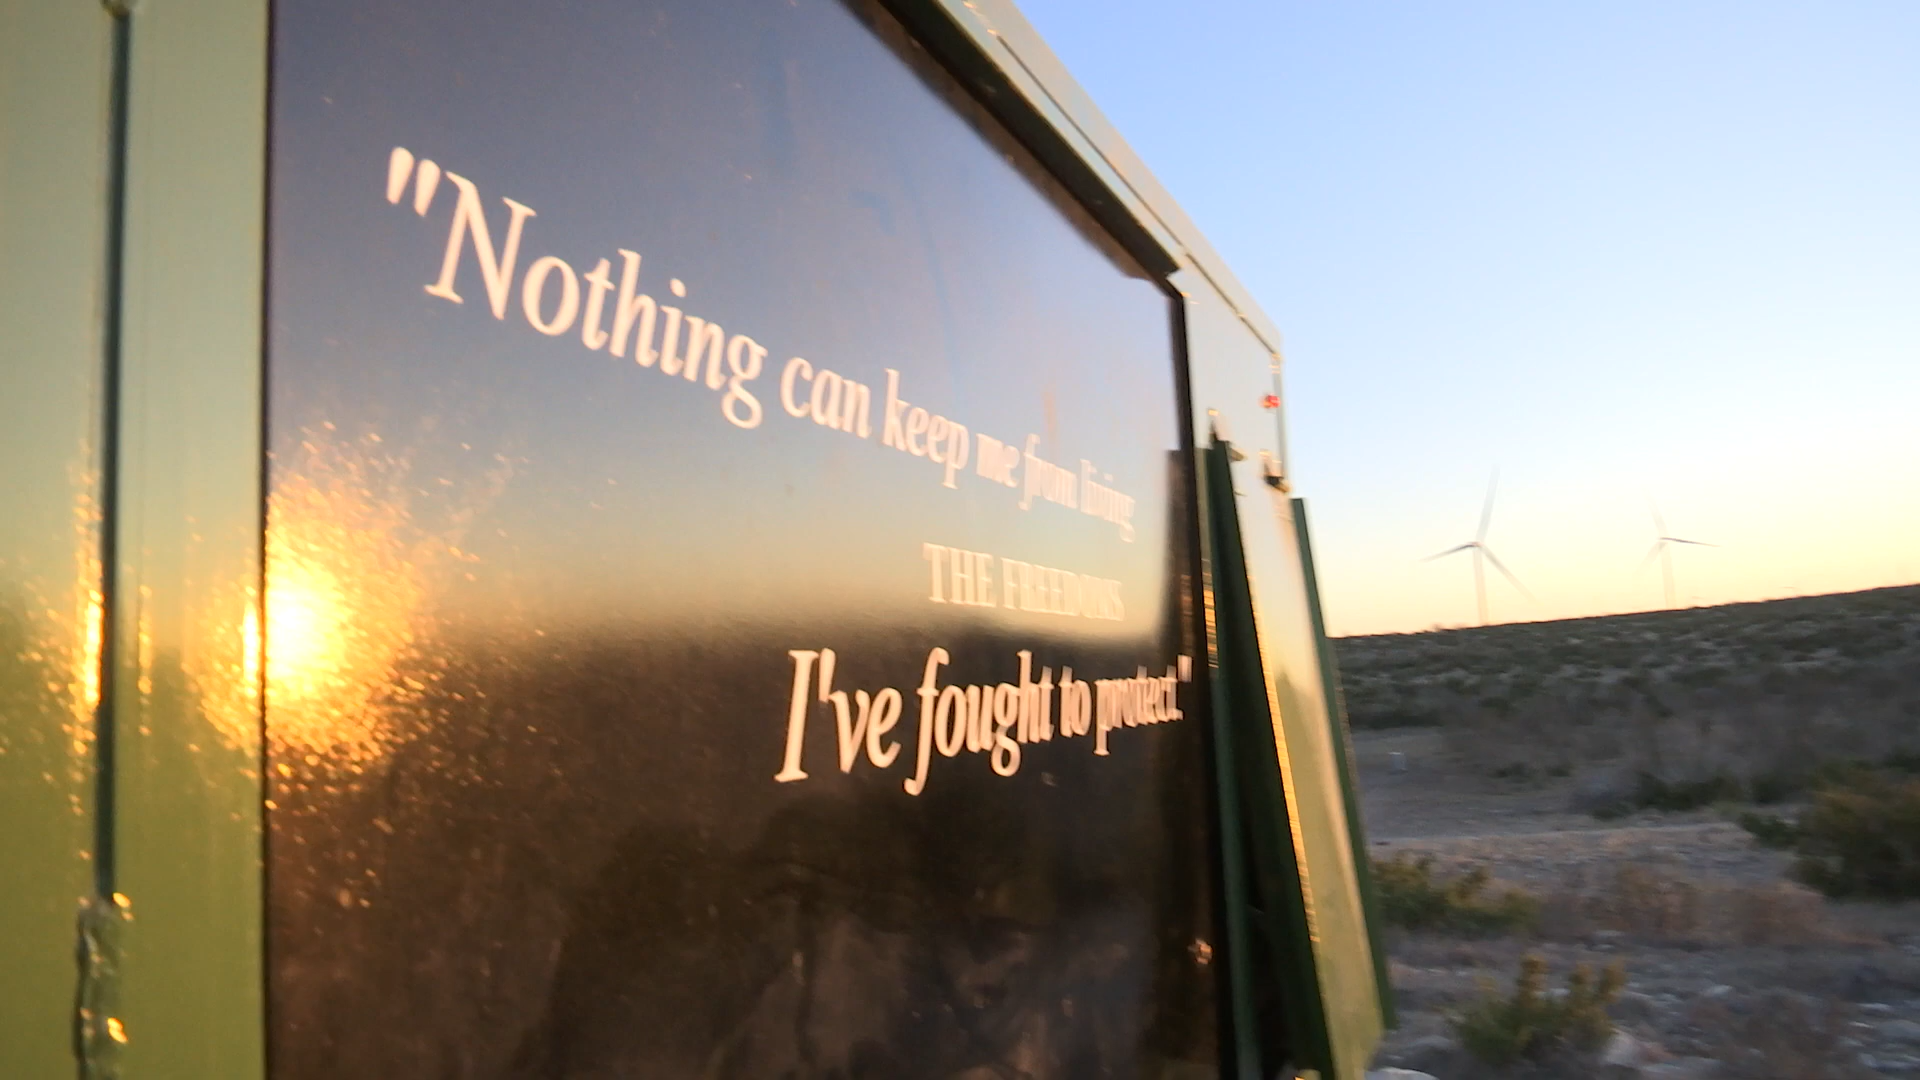 "Nothing can keep me from living
THE FREEDOMS
I've fought to protect."